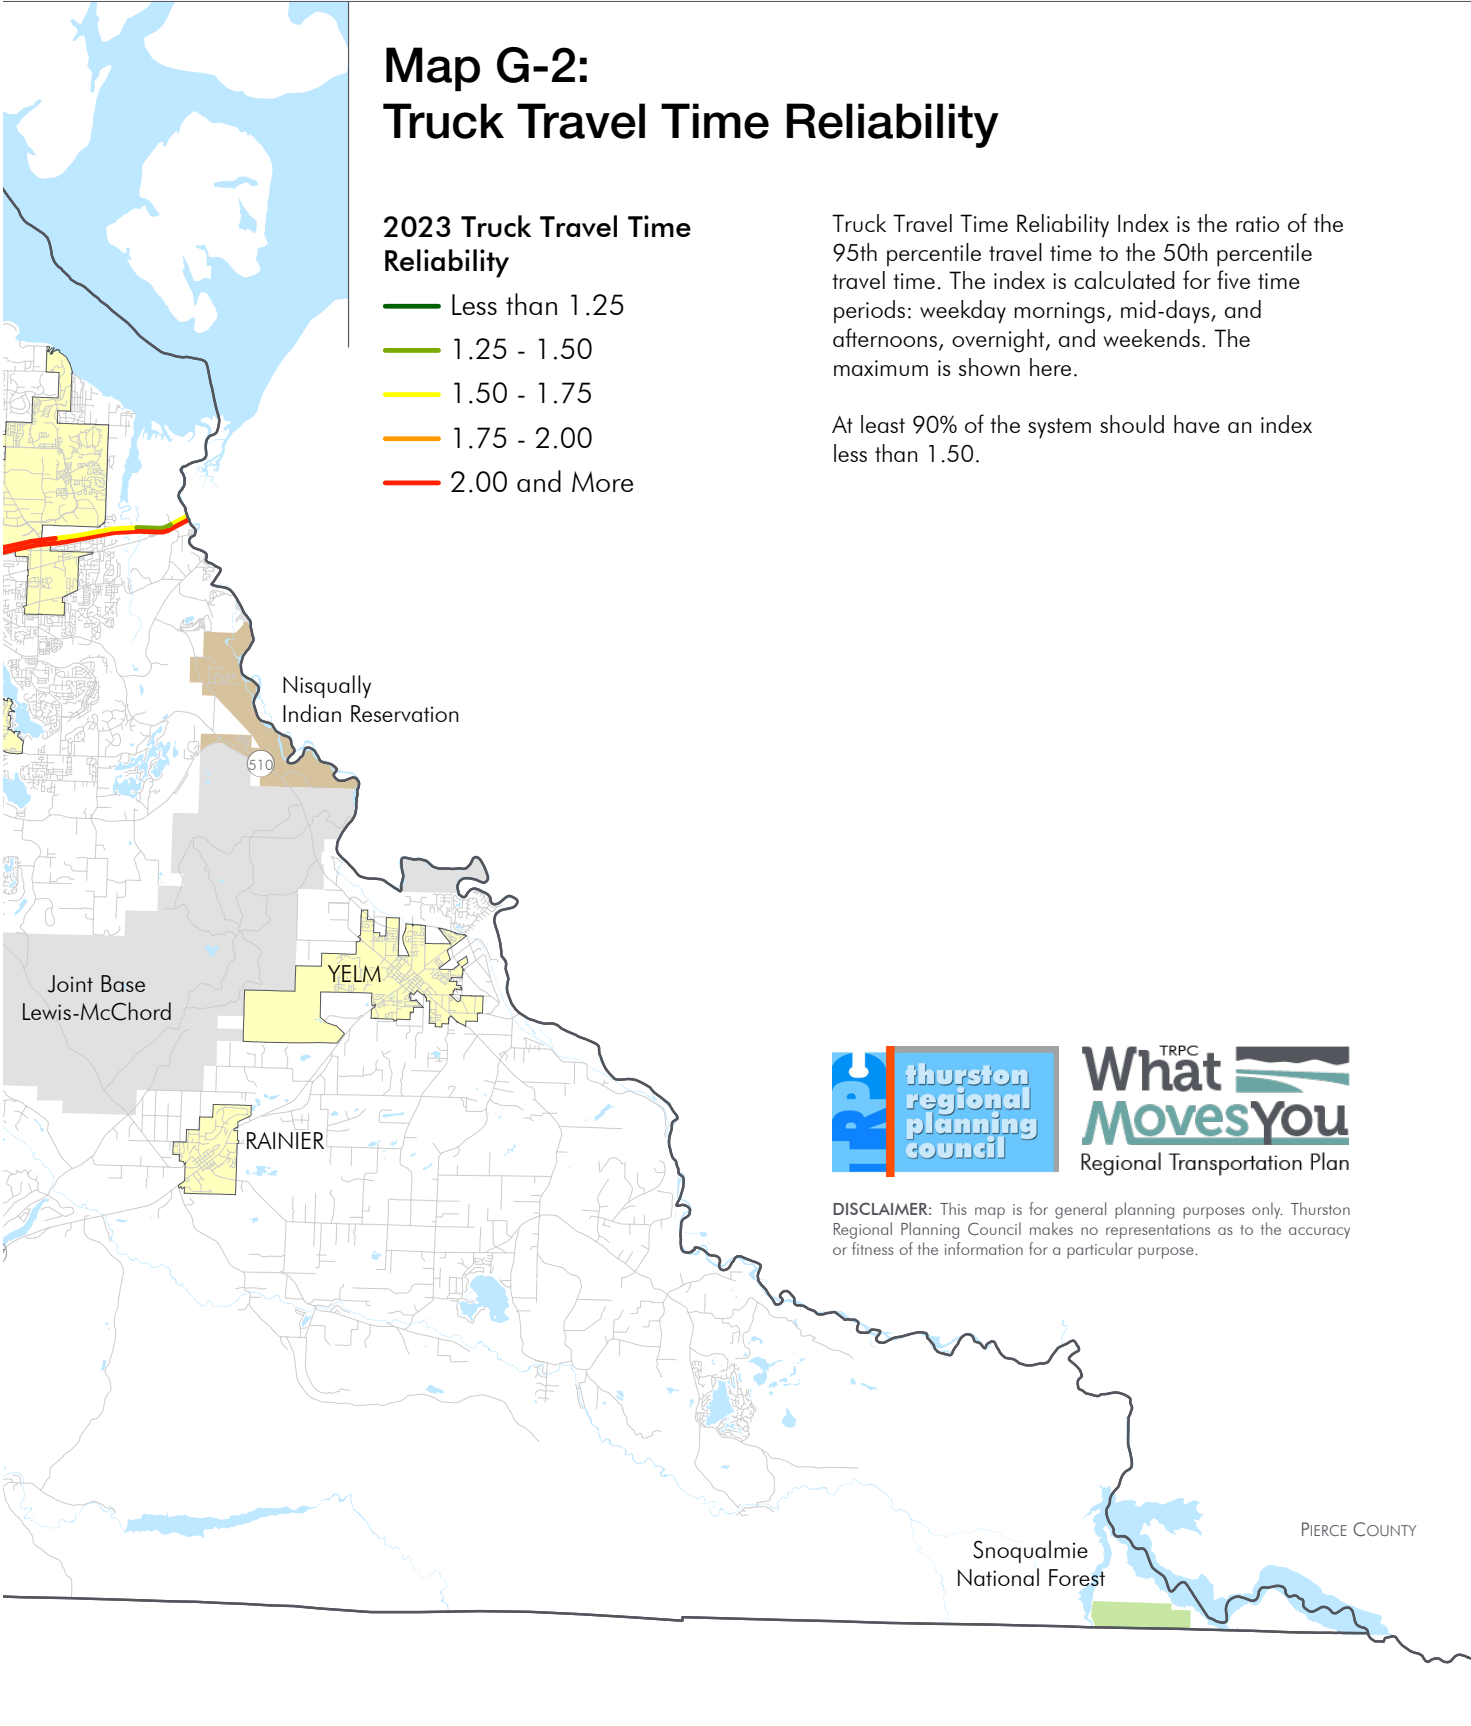 Map G-2:
Truck Travel Time Reliability
2023 Truck Travel Time
Reliability
Less than 1.25
1.25 - 1.50
1.50 - 1.75
1.75 - 2.00
2.00 and More
Truck Travel Time Reliability Index is the ratio of the
95th percentile travel time to the 50th percentile
travel time. The index is calculated for five time
periods: weekday mornings, mid-days, and
afternoons, overnight, and weekends. The
maximum is shown here.
At least 90% of the system should have an index
less than 1.50.
Nisqually
Indian Reservation
510
YELM
Joint Base
Lewis-McChord
RAINIER
TRPC
thurston
regional
planning
council
TRPC
What
MovesYou
Regional Transportation Plan
DISCLAIMER: This map is for general planning purposes only. Thurston
Regional Planning Council makes no representations as to the accuracy
or fitness of the information for a particular purpose.
PIERCE COUNTY
Snoqualmie
National Forest